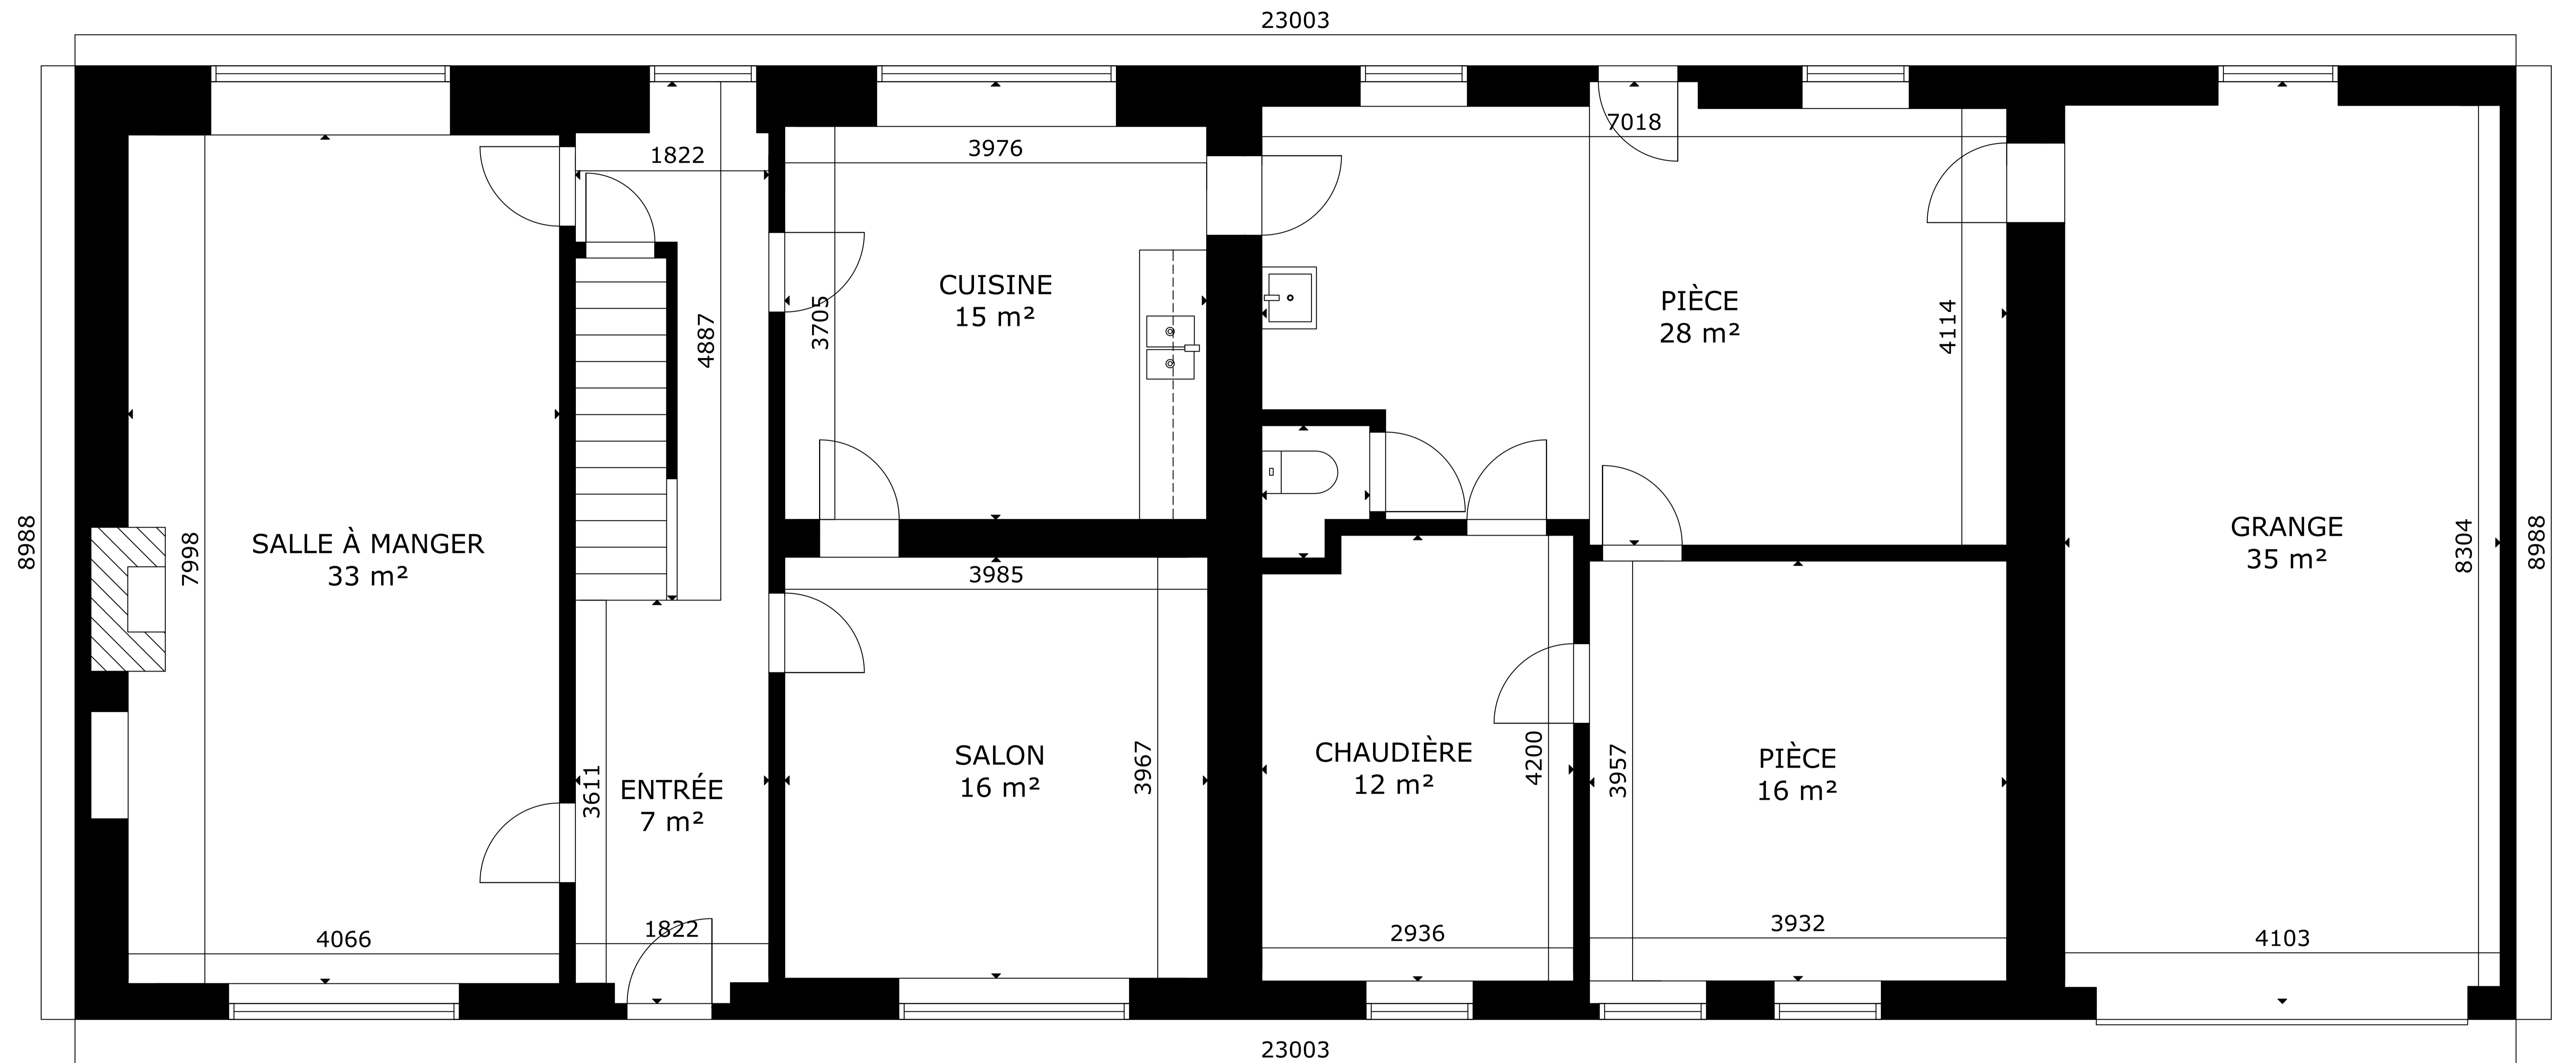 23003
7018
1822
3976
CUISINE
15 m²
PIÈCE
28 m²
3705
4887
4114
8988
7998
SALLE À MANGER
33 m²
GRANGE
35 m²
8304
8988
3985
3611
ENTRÉE
7 m²
SALON
16 m²
3967
CHAUDIÈRE
12 m²
4200
3957
PIÈCE
16 m²
4066
1822
2936
3932
4103
23003